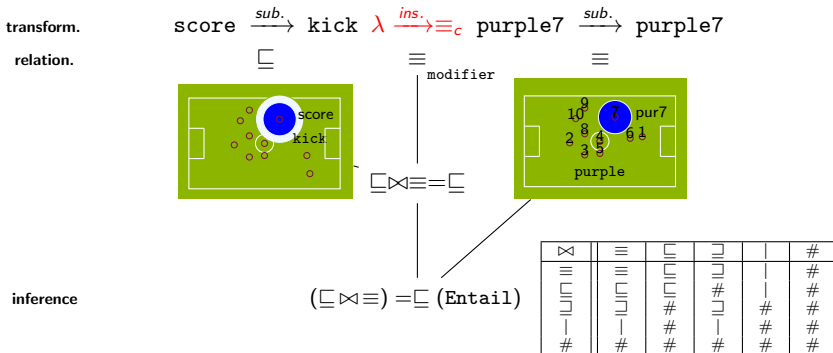 transform. score sub.→ kick λ ins.→≡c purple7 sub.→ purple7
relation. ⊑ ≡ ≡
modifier
score
kick
9
10 7 pur7
8
2 4 6 1
3 5
purple
⊑⋈≡=⊑
inference (⊑ ⋈ ≡) =⊑ (Entail)
⋈ ≡ ⊑ ⊒ | #
≡ ≡ ⊑ ⊒ | #
⊑ ⊑ ⊑ # | #
⊒ ⊒ # ⊒ # #
| | # | # #
# # # # # #